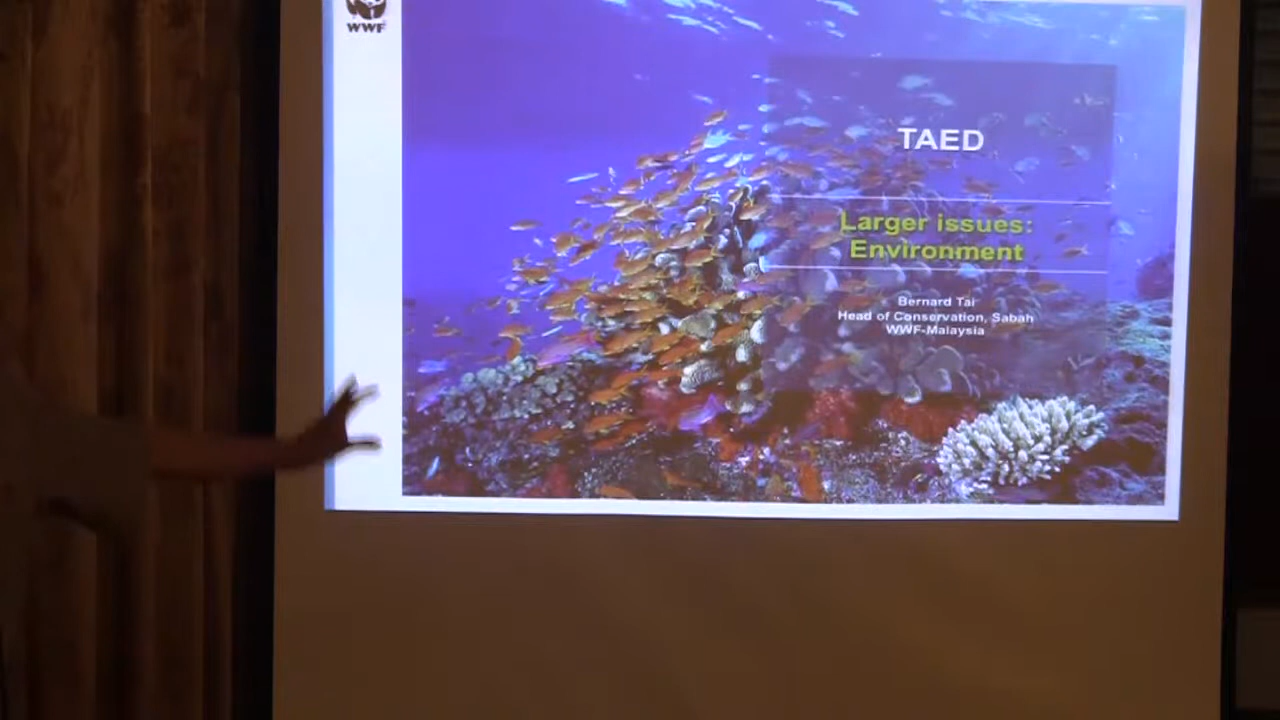 WWF
TAED
Larger issues:
Environment
Bernard Tai
Head of Conservation, Sabah
WWF-Malaysia